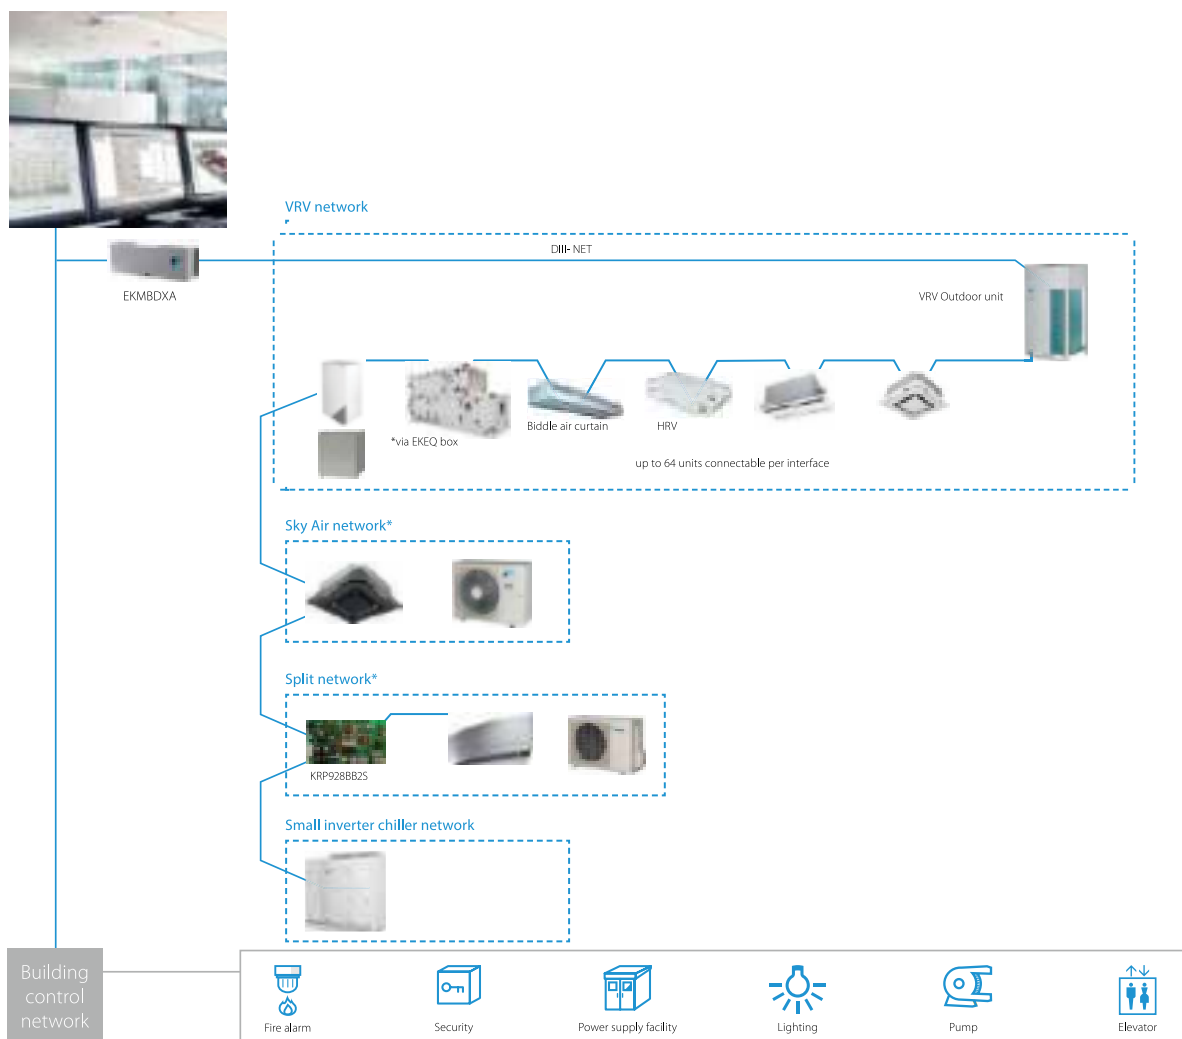 VRV network
DIII-NET
EKMBDXA
VRV Outdoor unit
*via EKEQ box
Biddle air curtain
HRV
up to 64 units connectable per interface
Sky Air network*
Split network*
KRP928BB2S
Small inverter chiller network
Building
control
network
Fire alarm
Security
Power supply facility
Lighting
Pump
Elevator